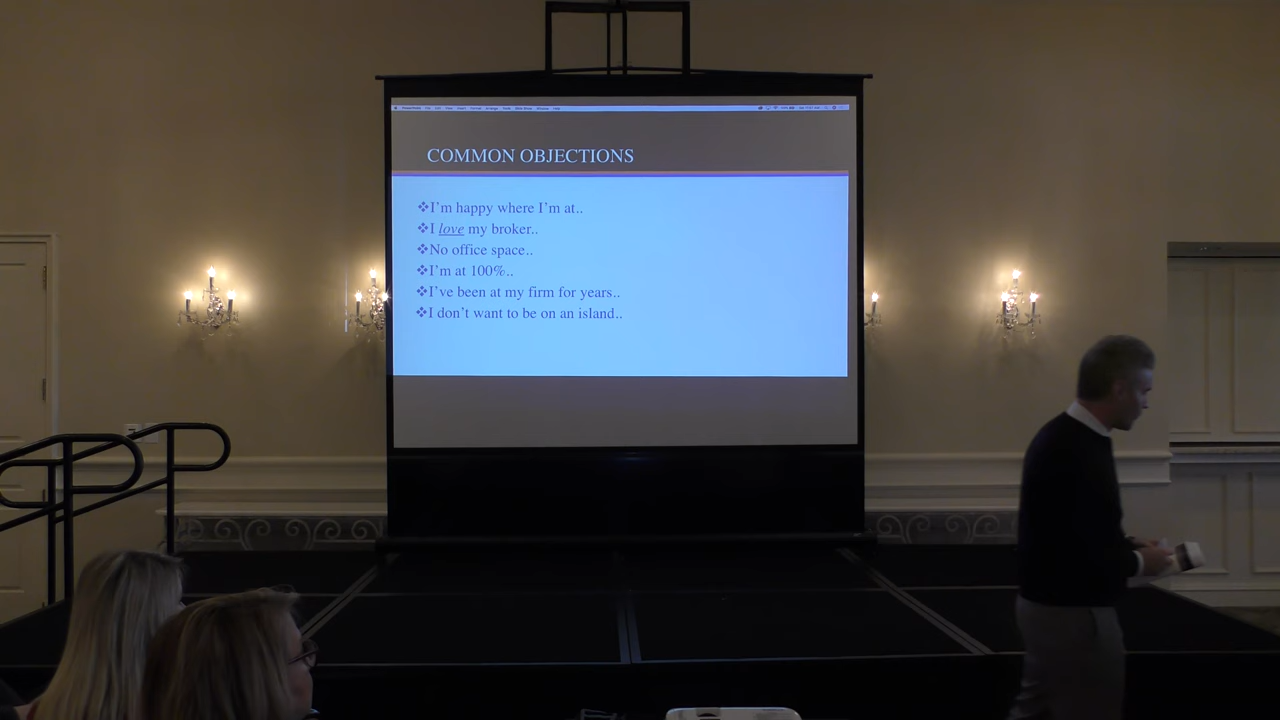 COMMON OBJECTIONS
❖I'm happy where I'm at..
❖I love my broker..
❖No office space..
❖I'm at 100%..
❖I've been at my firm for years..
❖I don't want to be on an island..